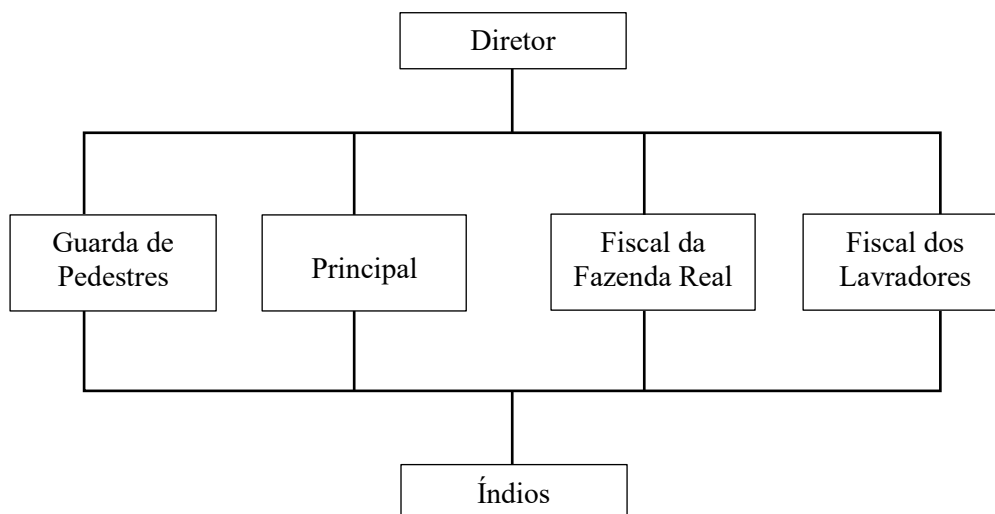 Diretor
Guarda de
Pedestres
Principal
Fiscal da
Fazenda Real
Fiscal dos
Lavradores
Índios